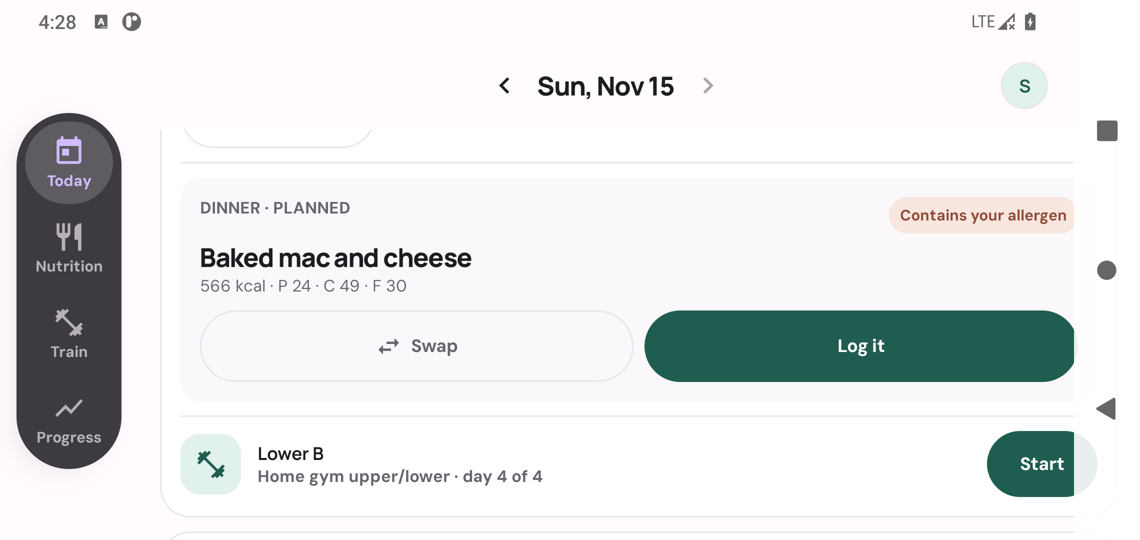 4:28
LTE
Sun, Nov 15
S
Today
Nutrition
Train
Progress
DINNER · PLANNED
Contains your allergen
Baked mac and cheese
566 kcal · P 24 · C 49 · F 30
Swap
Log it
Lower B
Home gym upper/lower · day 4 of 4
Start